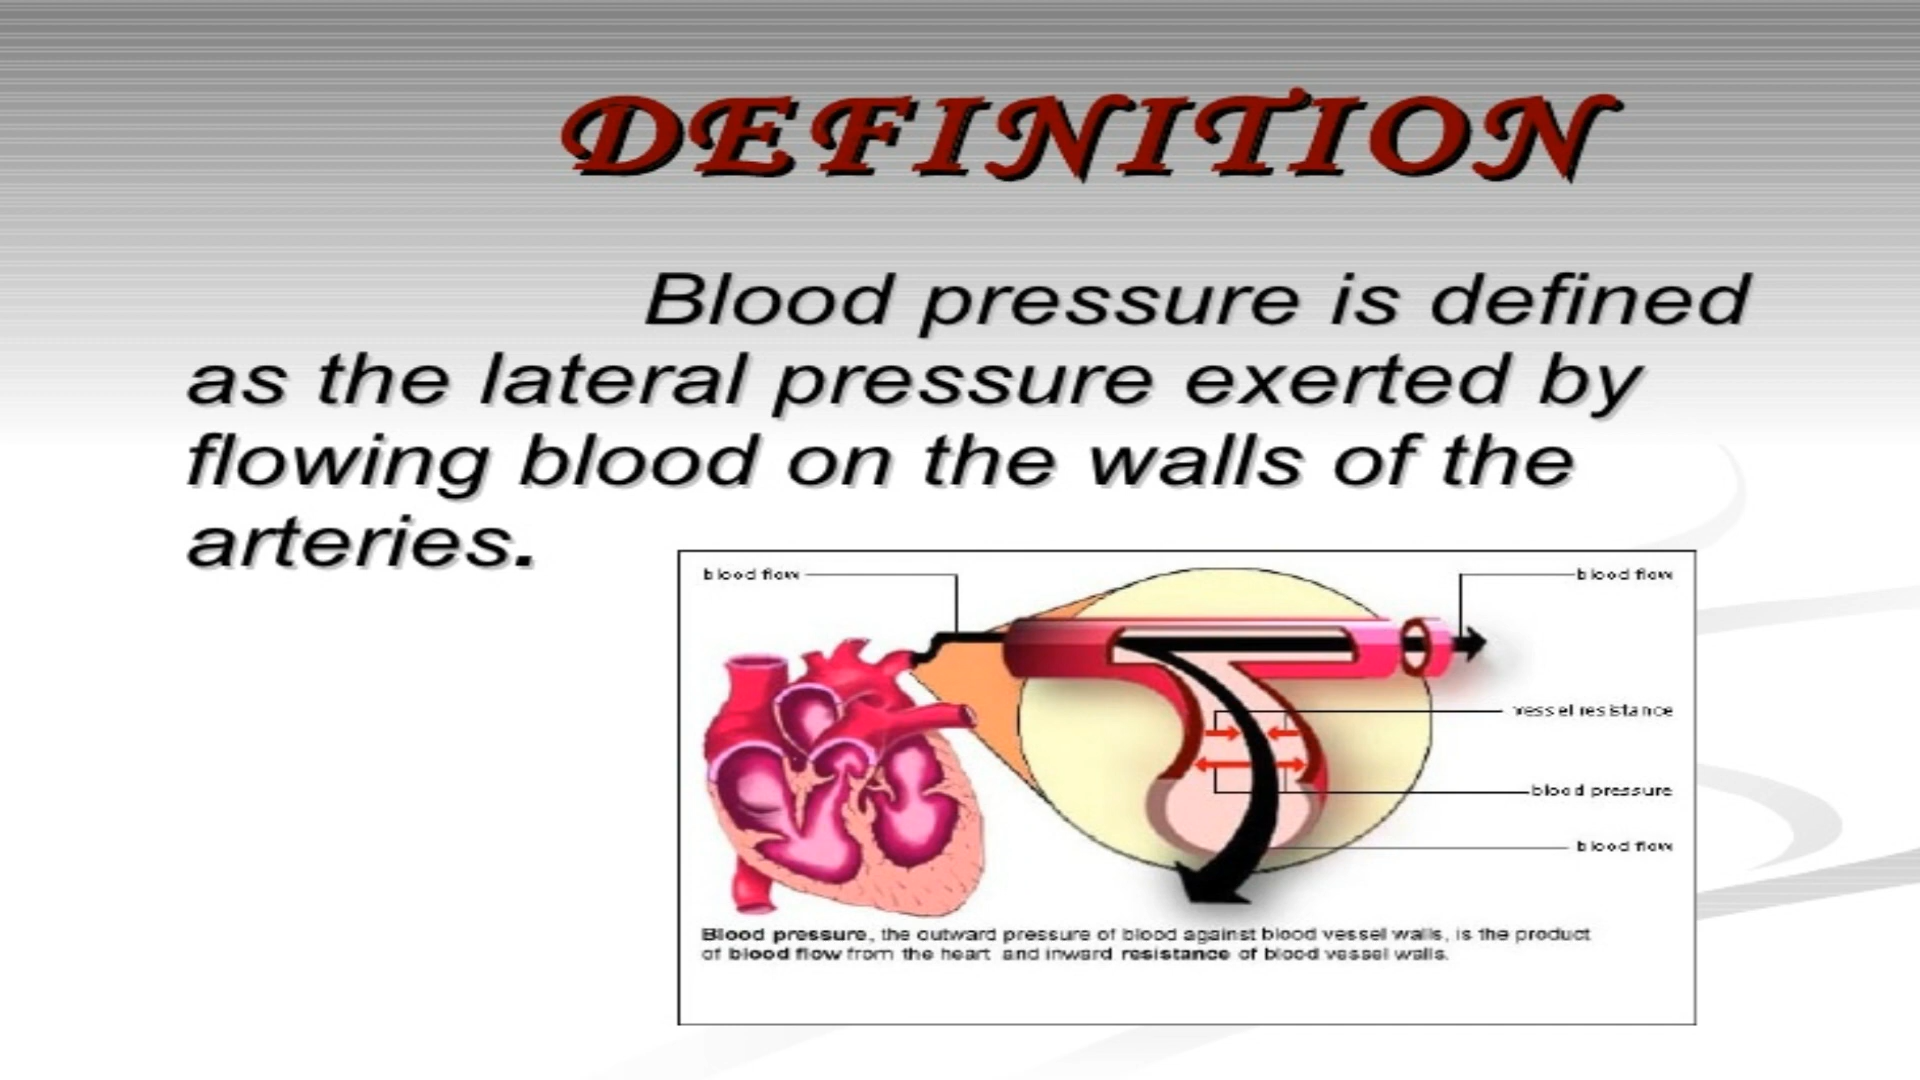 DEFINITION
Blood pressure is defined
as the lateral pressure exerted by
flowing blood on the walls of the
arteries.
blood flow
blood flow
vessel resistance
blood pressure
blood flow
Blood pressure, the outward pressure of blood against blood vessel walls, is the product
of blood flow from the heart and inward resistance of blood vessel walls.